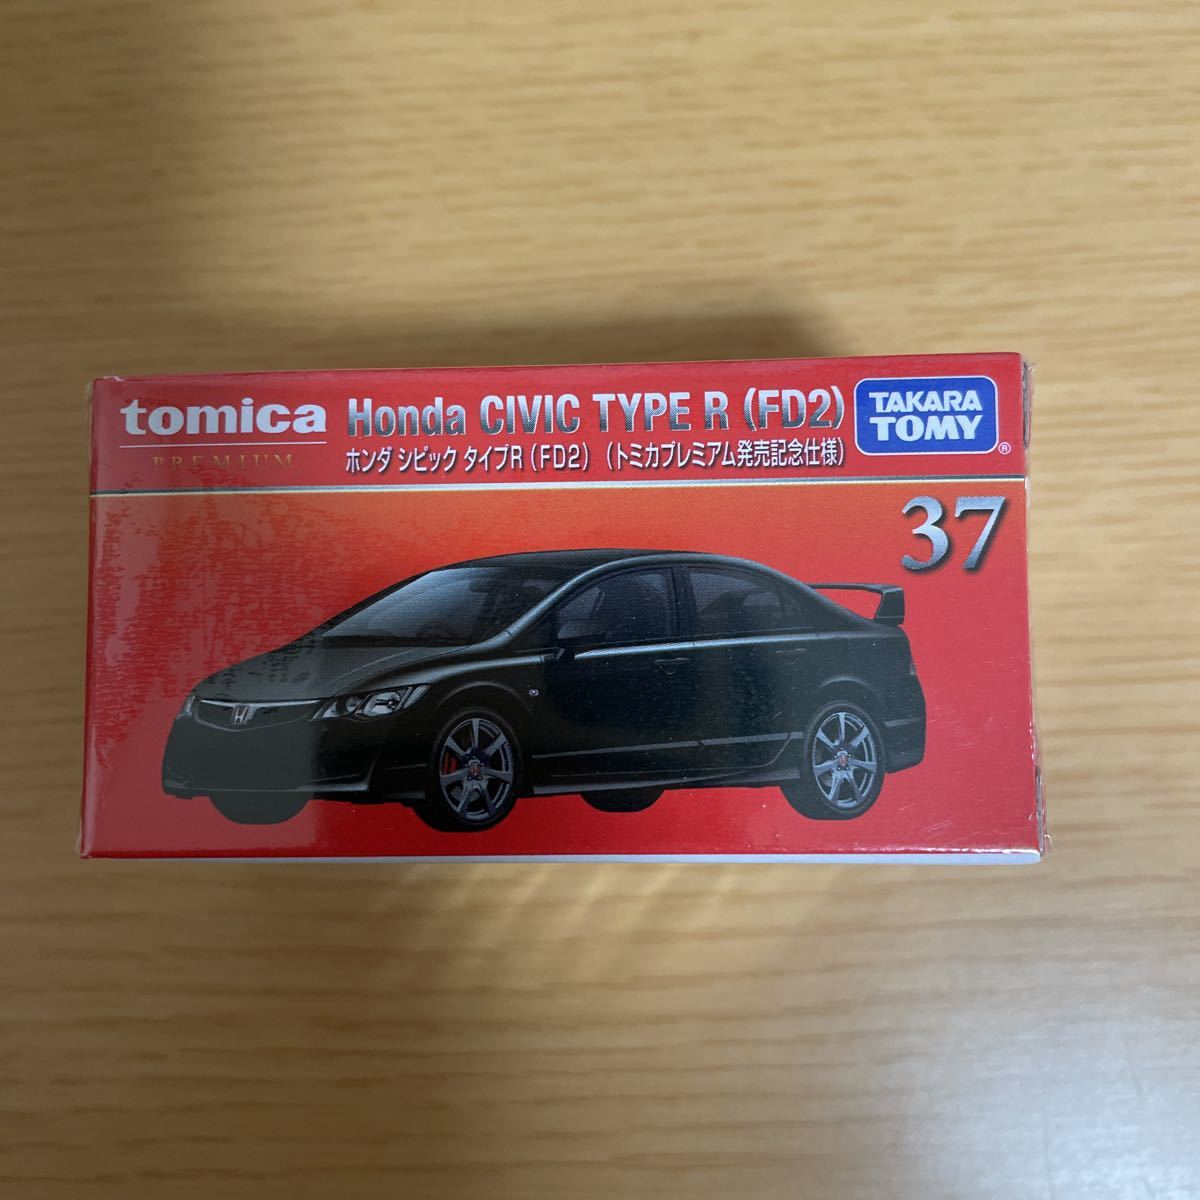 tomica
PREMIUM
Honda CIVIC TYPE R (FD2)
ホンダ シビック タイプR（FD2）（トミカプレミアム発売記念仕様）
TAKARA
TOMY
®
37